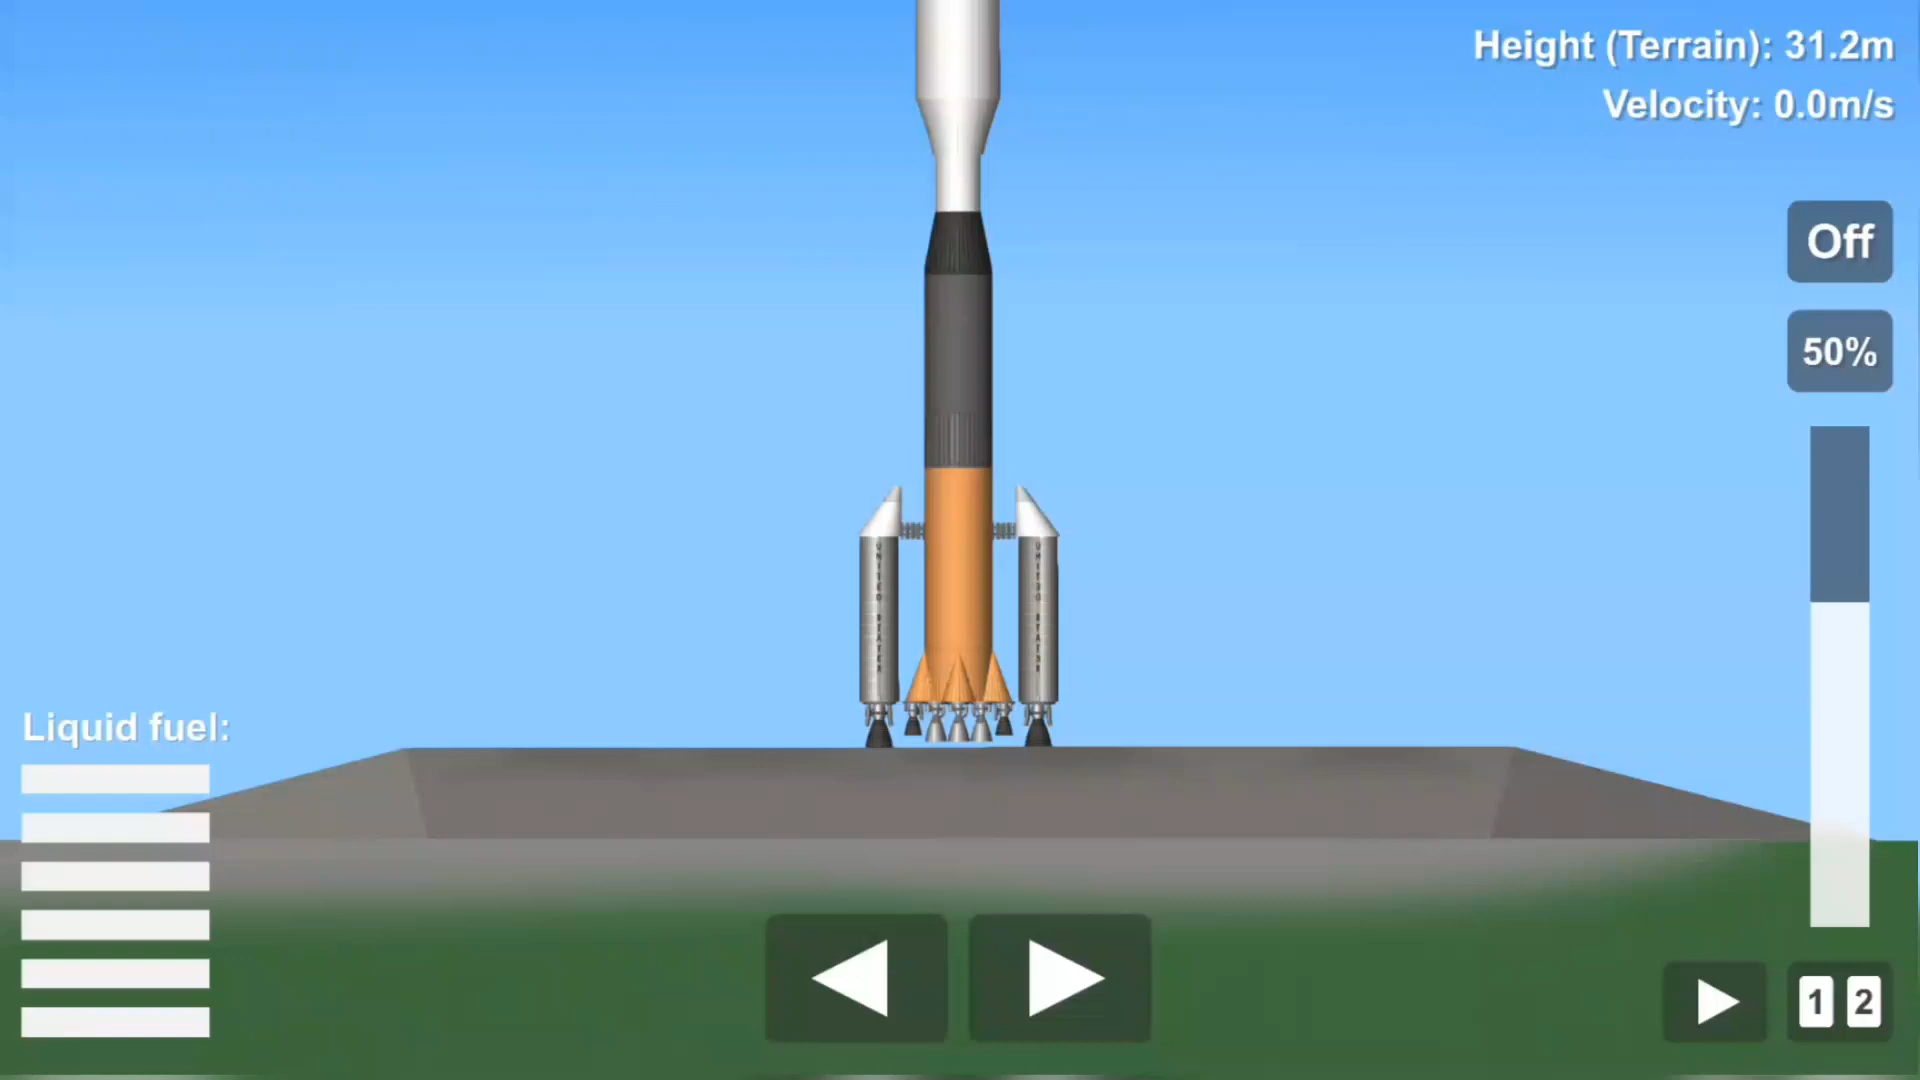 Height (Terrain): 31.2m
Velocity: 0.0m/s
Off
50%
Liquid fuel:
1 2